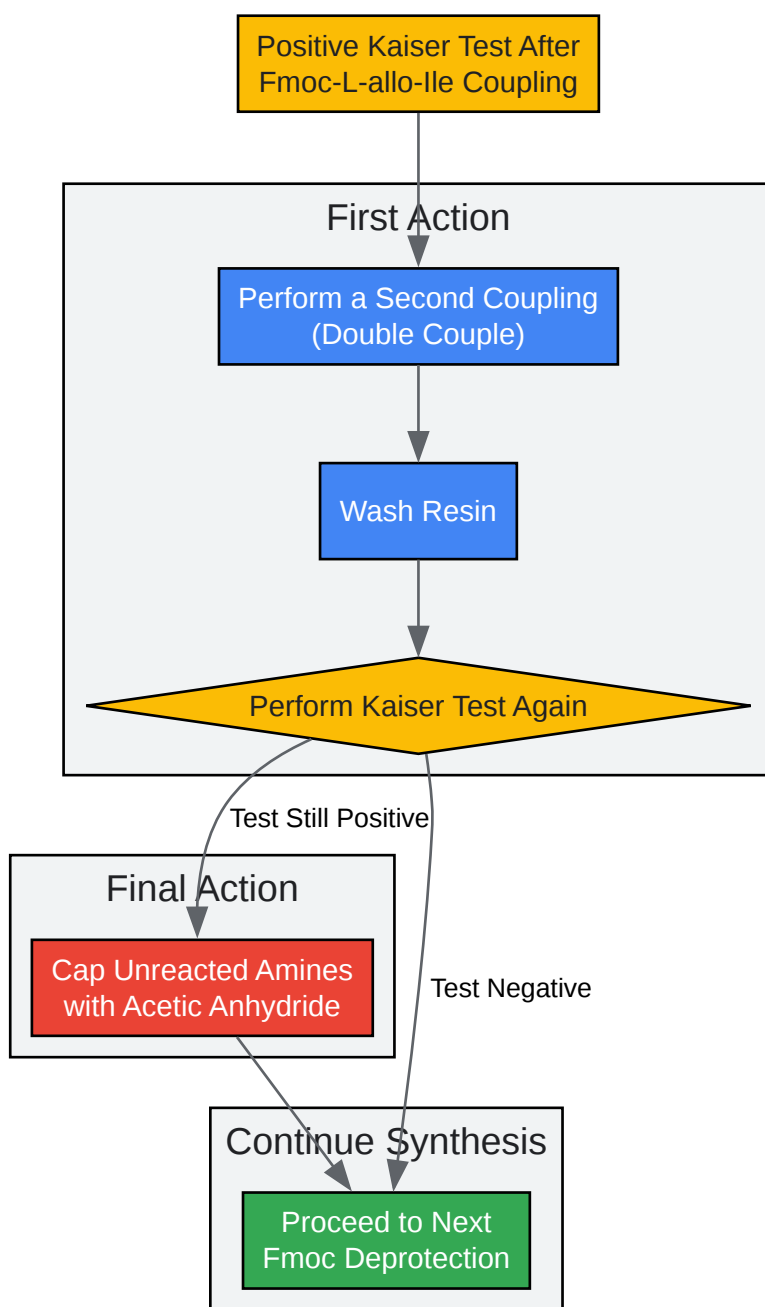 Positive Kaiser Test After
Fmoc-L-allo-Ile Coupling
First Action
Perform a Second Coupling
(Double Couple)
Wash Resin
Perform Kaiser Test Again
Test Still Positive
Final Action
Cap Unreacted Amines
with Acetic Anhydride
Test Negative
Continue Synthesis
Proceed to Next
Fmoc Deprotection